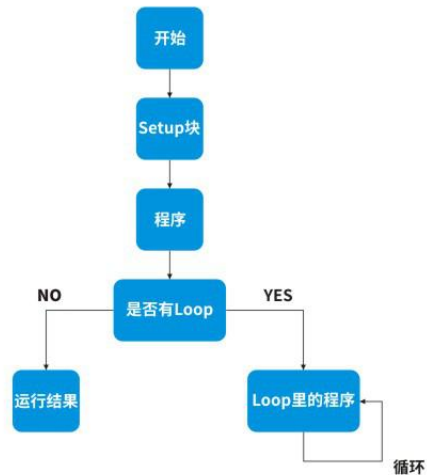 开始
Setup块
程序
是否有Loop
NO
YES
运行结果
Loop里的程序
循环